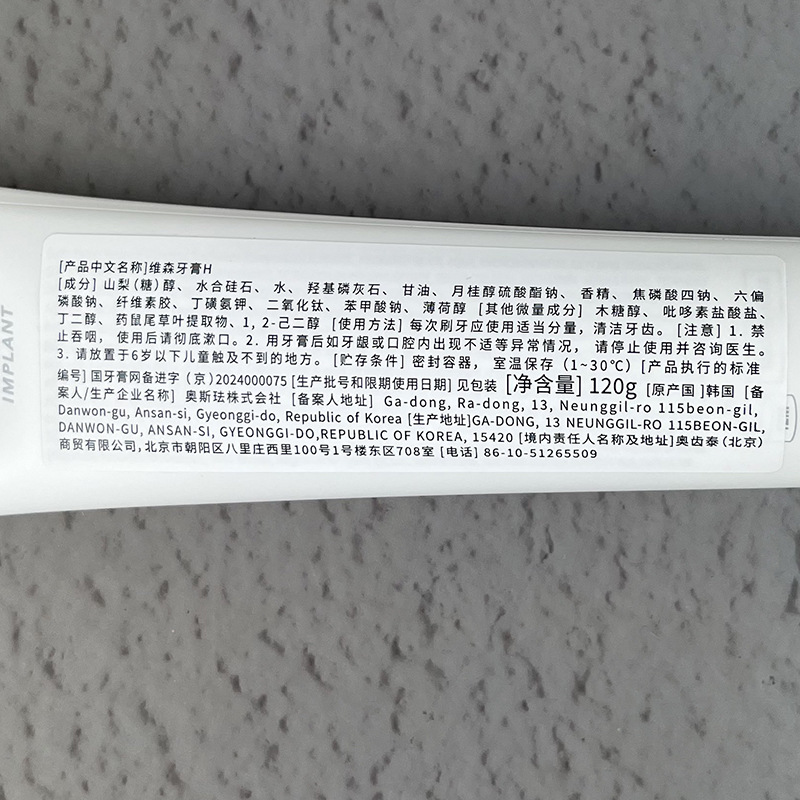 [产品中文名称]维森牙膏H
[成分] 山梨(糖)醇、水合硅石、水、羟基磷灰石、甘油、月桂醇硫酸酯钠、香精、焦磷酸四钠、六偏
磷酸钠、纤维素胶、丁磺氨钾、二氧化钛、苯甲酸钠、薄荷醇 [其他微量成分] 木糖醇、吡哆素盐酸盐、
丁二醇、药鼠尾草叶提取物、1, 2-己二醇 [使用方法] 每次刷牙应使用适当分量，清洁牙齿。[注意] 1. 禁
止吞咽，使用后请彻底漱口。2. 用牙膏后如牙龈或口腔内出现不适等异常情况，请停止使用并咨询医生。
3. 请放置于6岁以下儿童触及不到的地方。[贮存条件] 密封容器，室温保存（1~30℃）[产品执行的标准
编号] 国牙膏网备进字（京）2024000075 [生产批号和限期使用日期] 见包装 [净含量] 120g [原产国 ]韩国 [备
案人/生产企业名称] 奥斯珐株式会社 [备案人地址] Ga-dong, Ra-dong, 13, Neunggil-ro 115beon-gil,
Danwon-gu, Ansan-si, Gyeonggi-do, Republic of Korea [生产地址]GA-DONG, 13 NEUNGGIL-RO 115BEON-GIL,
DANWON-GU, ANSAN-SI, GYEONGGI-DO,REPUBLIC OF KOREA, 15420 [境内责任人名称及地址]奥齿泰（北京）
商贸有限公司,北京市朝阳区八里庄西里100号1号楼东区708室 [电话] 86-10-51265509
IMPLANT